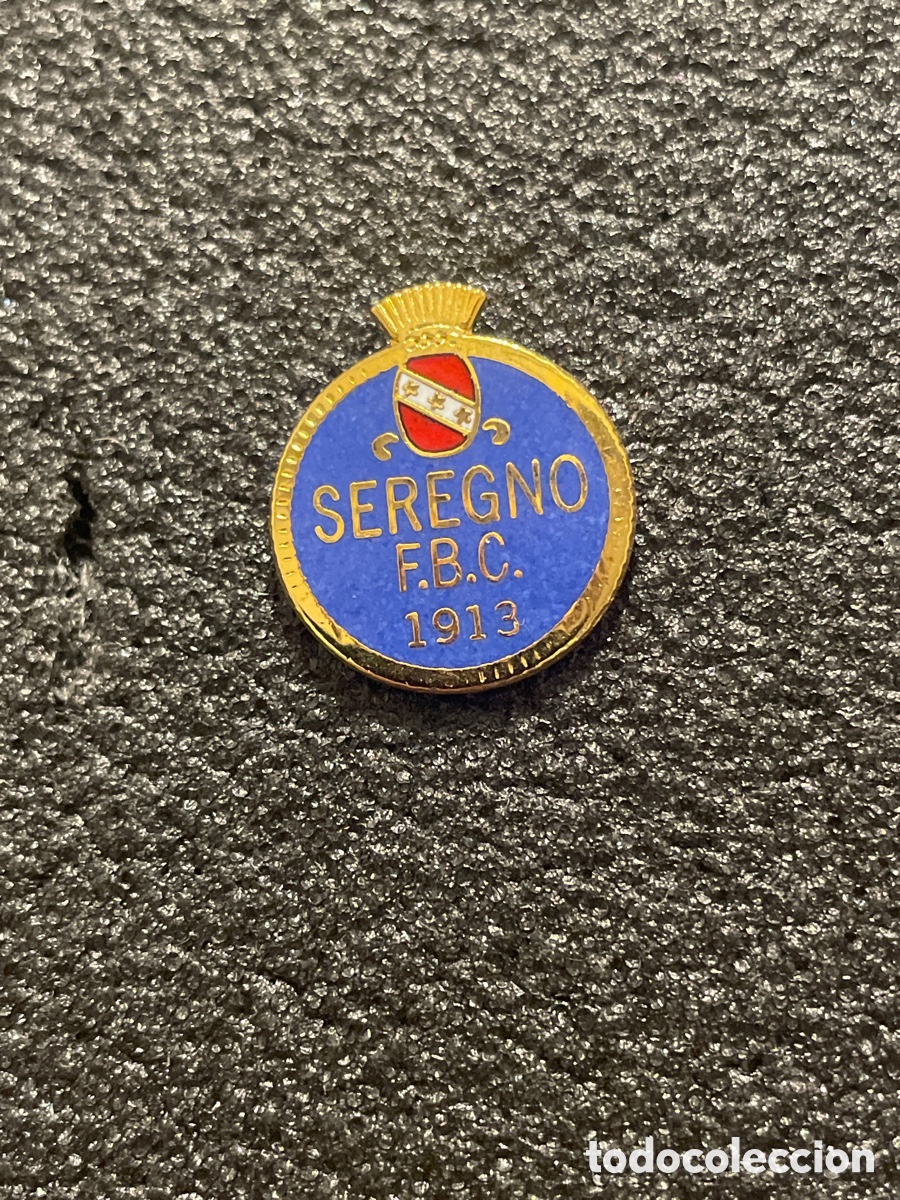 SEREGNO
F.B.C.
1913
todocoleccion